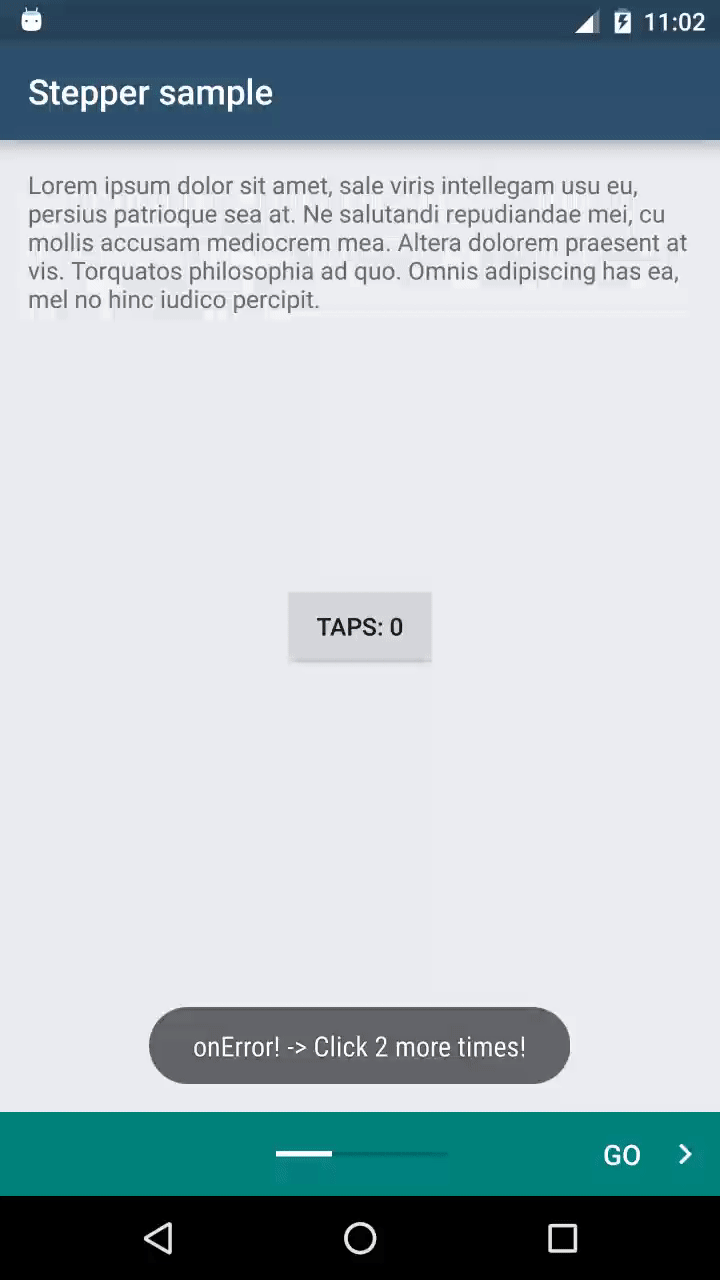 11:02
Stepper sample
Lorem ipsum dolor sit amet, sale viris intellegam usu eu,
persius patrioque sea at. Ne salutandi repudiandae mei, cu
mollis accusam mediocrem mea. Altera dolorem praesent at
vis. Torquatos philosophia ad quo. Omnis adipiscing has ea,
mel no hinc iudico percipit.
TAPS: 0
onError! -> Click 2 more times!
GO